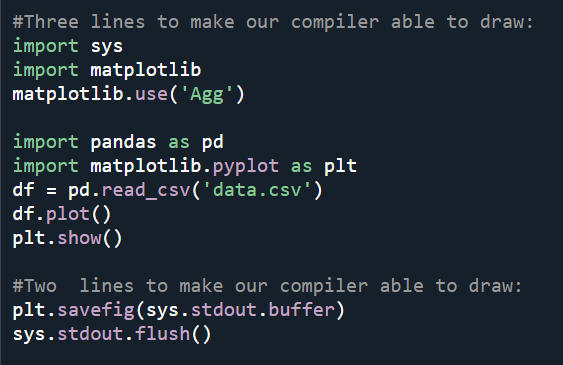 #Three lines to make our compiler able to draw:
import sys
import matplotlib
matplotlib.use('Agg')
import pandas as pd
import matplotlib.pyplot as plt
df = pd.read_csv('data.csv')
df.plot()
plt.show()
#Two  lines to make our compiler able to draw:
plt.savefig(sys.stdout.buffer)
sys.stdout.flush()